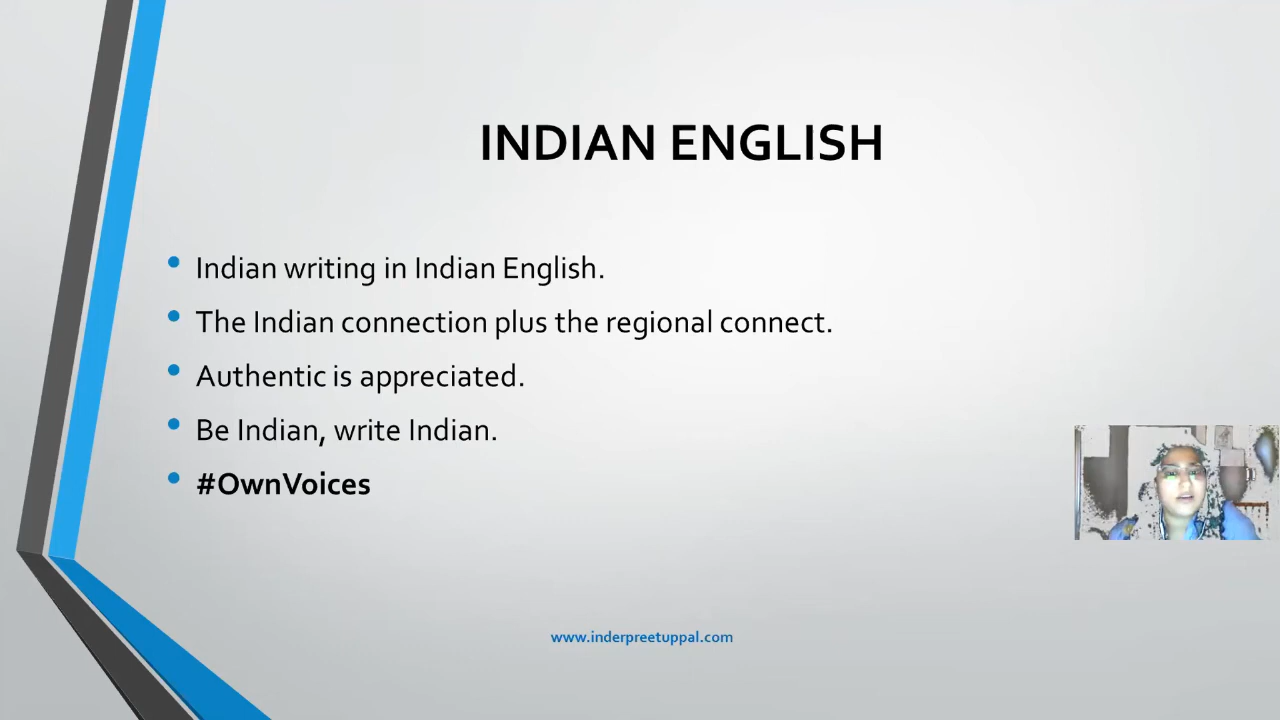 INDIAN ENGLISH
Indian writing in Indian English.
The Indian connection plus the regional connect.
Authentic is appreciated.
Be Indian, write Indian.
#OwnVoices
www.inderpreetuppal.com